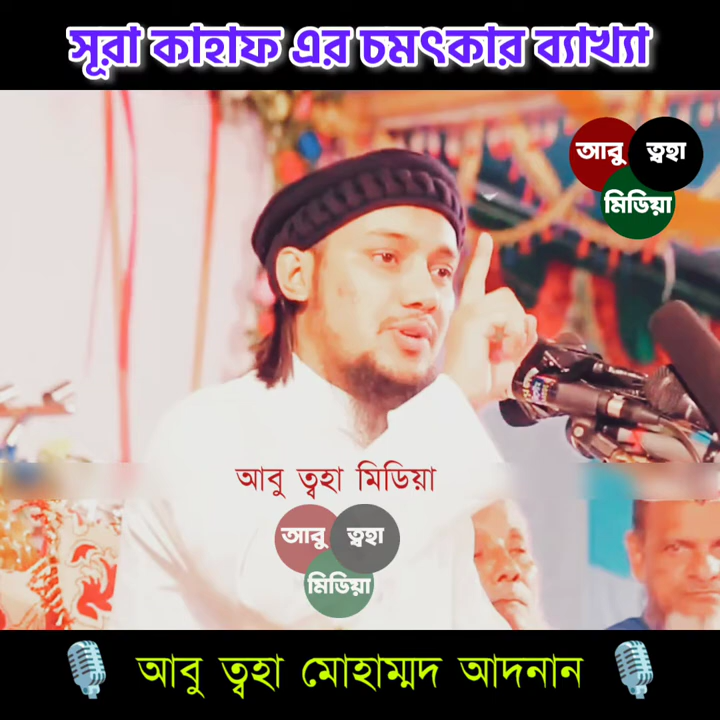 সূরা কাহাফ এর চমৎকার ব্যাখ্যা
আবু ত্বহা
মিডিয়া
আবু ত্বহা মিডিয়া
আবু ত্বহা
মিডিয়া
আবু ত্বহা মোহাম্মদ আদনান